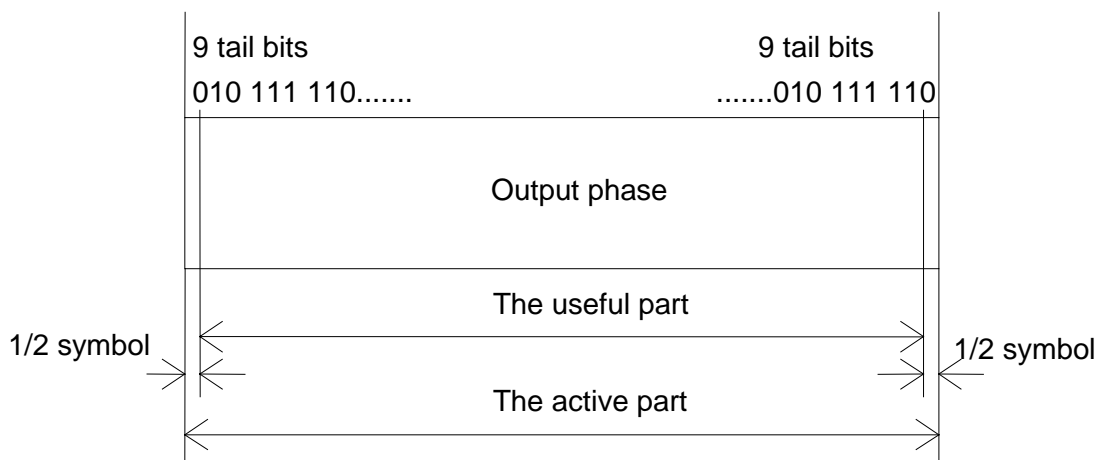 9 tail bits
9 tail bits
010 111 110.......
.......010 111 110
Output phase
The useful part
1/2 symbol
1/2 symbol
The active part